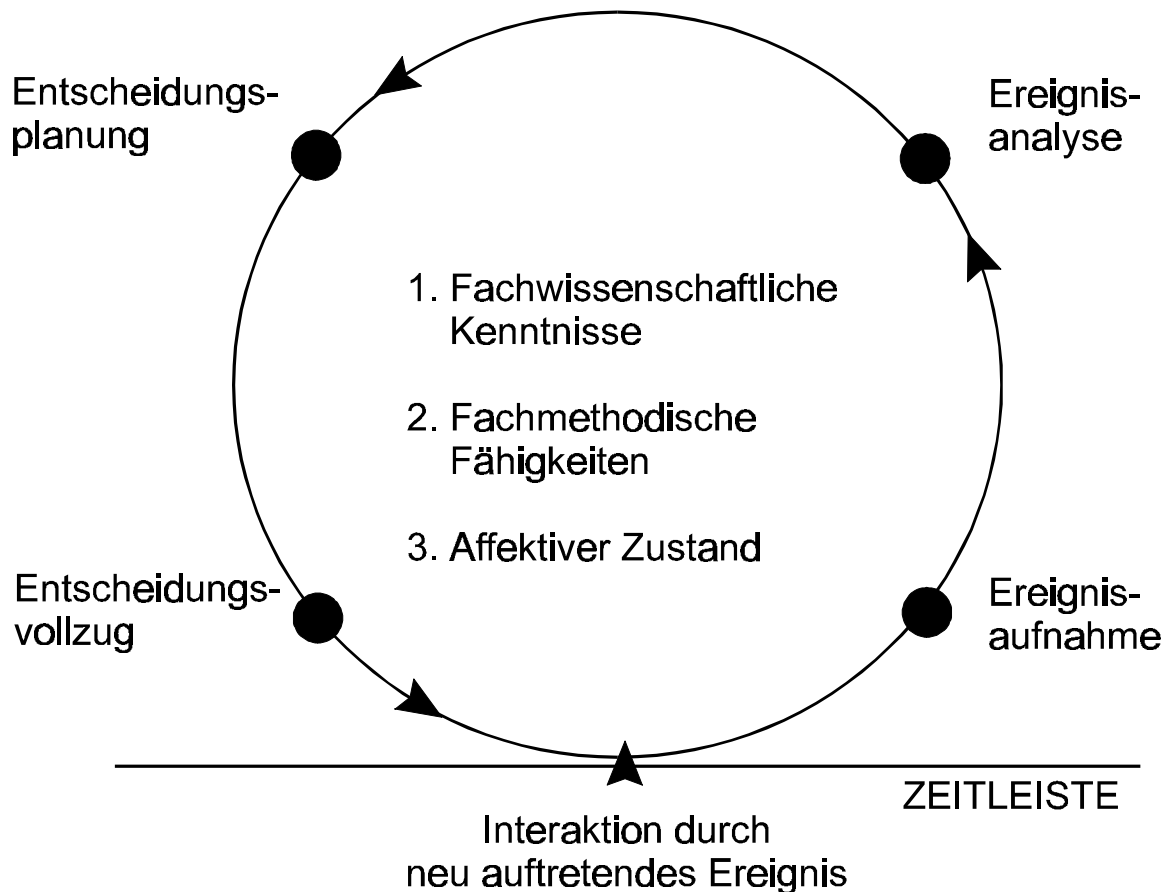 Entscheidungs-
planung
Ereignis-
analyse
1. Fachwissenschaftliche
Kenntnisse
2. Fachmethodische
Fähigkeiten
3. Affektiver Zustand
Entscheidungs-
vollzug
Ereignis-
aufnahme
ZEITLEISTE
Interaktion durch
neu auftretendes Ereignis